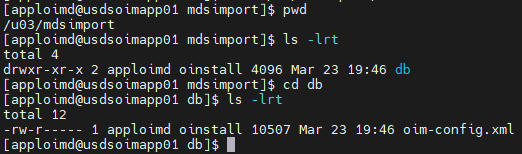 [apploimd@usdsoimapp01 mdsimport]$ pwd
/u03/mdsimport
[apploimd@usdsoimapp01 mdsimport]$ ls -lrt
total 4
drwxr-xr-x 2 apploimd oinstall 4096 Mar 23 19:46 db
[apploimd@usdsoimapp01 mdsimport]$ cd db
[apploimd@usdsoimapp01 db]$ ls -lrt
total 12
-rw-r----- 1 apploimd oinstall 10507 Mar 23 19:46 oim-config.xml
[apploimd@usdsoimapp01 db]$